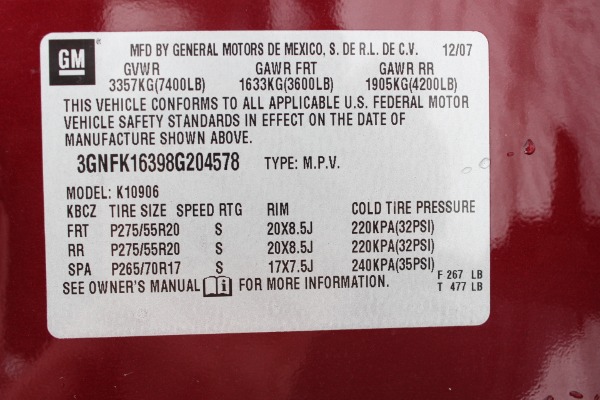 GM
MFD BY GENERAL MOTORS DE MEXICO, S. DE R.L. DE C.V. 12/07
GVWR GAWR FRT GAWR RR
3357KG(7400LB) 1633KG(3600LB) 1905KG(4200LB)
THIS VEHICLE CONFORMS TO ALL APPLICABLE U.S. FEDERAL MOTOR
VEHICLE SAFETY STANDARDS IN EFFECT ON THE DATE OF
MANUFACTURE SHOWN ABOVE.
3GNFK16398G204578 TYPE: M.P.V.
MODEL: K10906
KBCZ TIRE SIZE SPEED RTG RIM COLD TIRE PRESSURE
FRT P275/55R20 S 20X8.5J 220KPA(32PSI)
RR P275/55R20 S 20X8.5J 220KPA(32PSI)
SPA P265/70R17 S 17X7.5J 240KPA(35PSI)
SEE OWNER'S MANUAL i FOR MORE INFORMATION.
F 267 LB
T 477 LB